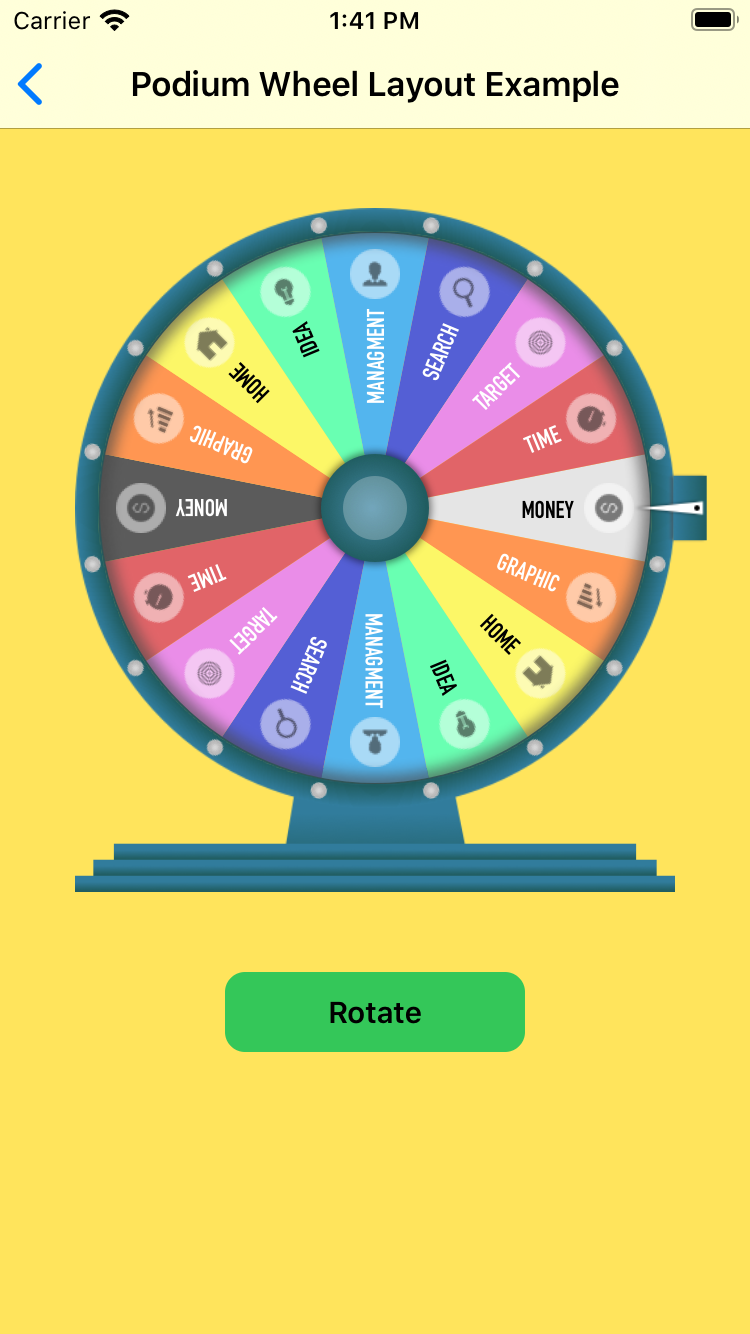 Carrier
1:41 PM
Podium Wheel Layout Example
MANAGMENT
SEARCH
TARGET
TIME
MONEY
GRAPHIC
HOME
IDEA
MANAGMENT
SEARCH
TARGET
TIME
MONEY
GRAPHIC
HOME
IDEA
Rotate